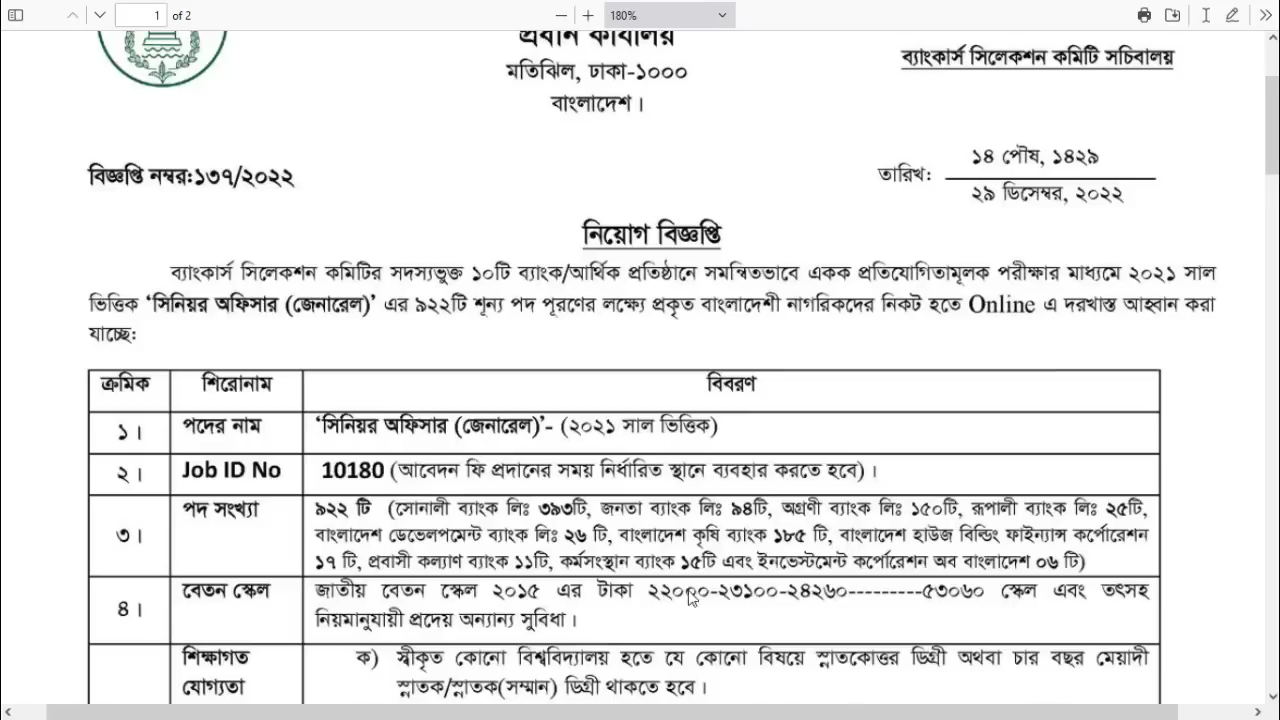 1 of 2
180%
প্রধান কার্যালয়
মতিঝিল, ঢাকা-১০০০
বাংলাদেশ।
ব্যাংকার্স সিলেকশন কমিটি সচিবালয়
বিজ্ঞপ্তি নম্বর:১৩৭/২০২২
তারিখ:
১৪ পৌষ, ১৪২৯
২৯ ডিসেম্বর, ২০২২
নিয়োগ বিজ্ঞপ্তি
ব্যাংকার্স সিলেকশন কমিটির সদস্যভুক্ত ১০টি ব্যাংক/আর্থিক প্রতিষ্ঠানে সমন্বিতভাবে একক প্রতিযোগিতামূলক পরীক্ষার মাধ্যমে ২০২১ সাল
ভিত্তিক ‘সিনিয়র অফিসার (জেনারেল)’ এর ৯২২টি শূন্য পদ পূরণের লক্ষ্যে প্রকৃত বাংলাদেশী নাগরিকদের নিকট হতে Online এ দরখাস্ত আহ্বান করা
যাচ্ছে:
ক্রমিক শিরোনাম বিবরণ
১। পদের নাম ‘সিনিয়র অফিসার (জেনারেল)’- (২০২১ সাল ভিত্তিক)
২। Job ID No 10180 (আবেদন ফি প্রদানের সময় নির্ধারিত স্থানে ব্যবহার করতে হবে)।
৩। পদ সংখ্যা ৯২২ টি (সোনালী ব্যাংক লিঃ ৩৯৩টি, জনতা ব্যাংক লিঃ ৯৪টি, অগ্রণী ব্যাংক লিঃ ১৫০টি, রূপালী ব্যাংক লিঃ ২৫টি,
বাংলাদেশ ডেভেলপমেন্ট ব্যাংক লিঃ ২৬ টি, বাংলাদেশ কৃষি ব্যাংক ১৮৫ টি, বাংলাদেশ হাউজ বিল্ডিং ফাইন্যান্স কর্পোরেশন
১৭ টি, প্রবাসী কল্যাণ ব্যাংক ১১টি, কর্মসংস্থান ব্যাংক ১৫টি এবং ইনভেস্টমেন্ট কর্পোরেশন অব বাংলাদেশ ০৬ টি)
৪। বেতন স্কেল জাতীয় বেতন স্কেল ২০১৫ এর টাকা ২২০০০-২৩১০০-২৪২৬০---------৫৩০৬০ স্কেল এবং তৎসহ
নিয়মানুযায়ী প্রদেয় অন্যান্য সুবিধা।
শিক্ষাগত ক) স্বীকৃত কোনো বিশ্ববিদ্যালয় হতে যে কোনো বিষয়ে স্নাতকোত্তর ডিগ্রী অথবা চার বছর মেয়াদী
যোগ্যতা স্নাতক/স্নাতক(সম্মান) ডিগ্রী থাকতে হবে।